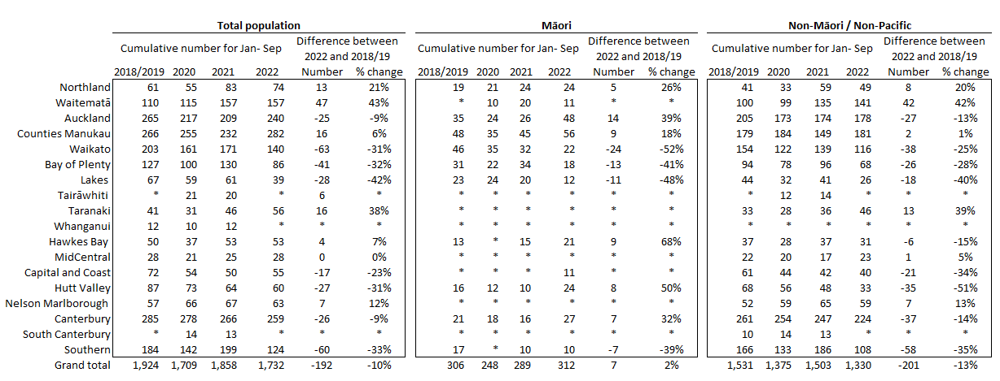 Total population Māori Non-Māori / Non-Pacific
Cumulative number for Jan- Sep Difference between 2022 and 2018/19 Cumulative number for Jan- Sep Difference between 2022 and 2018/19 Cumulative number for Jan- Sep Difference between 2022 and 2018/19
2018/2019 2020 2021 2022 Number % change 2018/2019 2020 2021 2022 Number % change 2018/2019 2020 2021 2022 Number % change
Northland 61 55 83 74 13 21% 19 21 24 24 5 26% 41 33 59 49 8 20%
Waitematā 110 115 157 157 47 43% * 10 20 11 * * 100 99 135 141 42 42%
Auckland 265 217 209 240 -25 -9% 35 24 26 48 14 39% 205 173 174 178 -27 -13%
Counties Manukau 266 255 232 282 16 6% 48 35 45 56 9 18% 179 184 149 181 2 1%
Waikato 203 161 171 140 -63 -31% 46 35 32 22 -24 -52% 154 122 139 116 -38 -25%
Bay of Plenty 127 100 130 86 -41 -32% 31 22 34 18 -13 -41% 94 78 96 68 -26 -28%
Lakes 67 59 61 39 -28 -42% 23 24 20 12 -11 -48% 44 32 41 26 -18 -40%
Tairāwhiti * 21 20 * 6 * * * * * * * * 12 14 * * *
Taranaki 41 31 46 56 16 38% * * * * * * 33 28 36 46 13 39%
Whanganui 12 10 12 * * * * * * * * * * * * * * *
Hawkes Bay 50 37 53 53 4 7% 13 * 15 21 9 68% 37 28 37 31 -6 -15%
MidCentral 28 21 25 28 0 0% * * * * * * 22 20 17 23 1 5%
Capital and Coast 72 54 50 55 -17 -23% * * * 11 * * 61 44 42 40 -21 -34%
Hutt Valley 87 73 64 60 -27 -31% 16 12 10 24 8 50% 68 56 48 33 -35 -51%
Nelson Marlborough 57 66 67 63 7 12% * * * * * * 52 59 65 59 7 13%
Canterbury 285 278 266 259 -26 -9% 21 18 16 27 7 32% 261 254 247 224 -37 -14%
South Canterbury * 14 13 * * * * * * * * * 10 14 13 * * *
Southern 184 142 199 124 -60 -33% 17 * 10 10 -7 -39% 166 133 186 108 -58 -35%
Grand total 1,924 1,709 1,858 1,732 -192 -10% 306 248 289 312 7 2% 1,531 1,375 1,503 1,330 -201 -13%